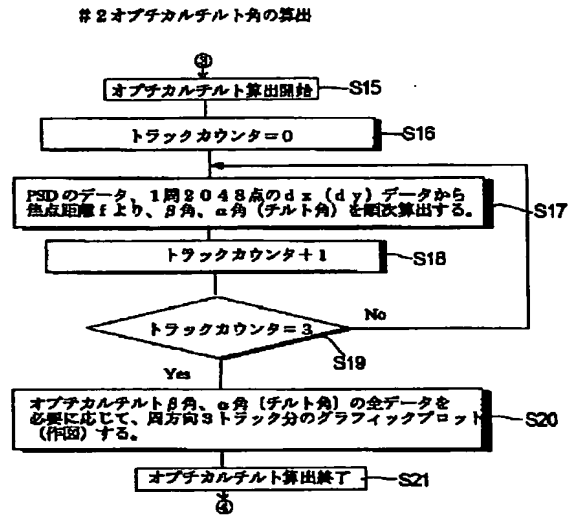 #2オプチカルチルト角の算出
③
オプチカルチルト算出開始 S15
トラックカウンタ=0 S16
PSDのデータ、1周2048点のdx(dy)データから
焦点距離fより、β角、α角(チルト角)を順次算出する。 S17
トラックカウンタ+1 S18
トラックカウンタ=3 No
S19
Yes
オプチカルチルトβ角、α角(チルト角)の全データを
必要に応じて、周方向3トラック分のグラフィックプロット
(作図)する。 S20
オプチカルチルト算出終了 S21
④